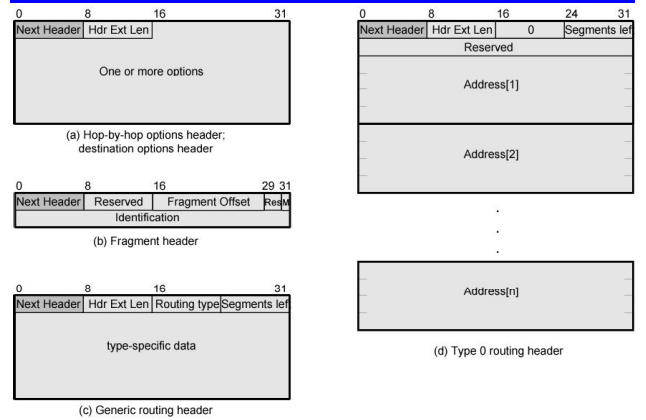 0 8 16 31
Next Header Hdr Ext Len
One or more options
(a) Hop-by-hop options header;
destination options header
0 8 16 29 31
Next Header Reserved Fragment Offset Res M
Identification
(b) Fragment header
0 8 16 31
Next Header Hdr Ext Len Routing type Segments left
type-specific data
(c) Generic routing header
0 8 16 24 31
Next Header Hdr Ext Len 0 Segments left
Reserved
Address[1]
Address[2]
.
.
.
Address[n]
(d) Type 0 routing header